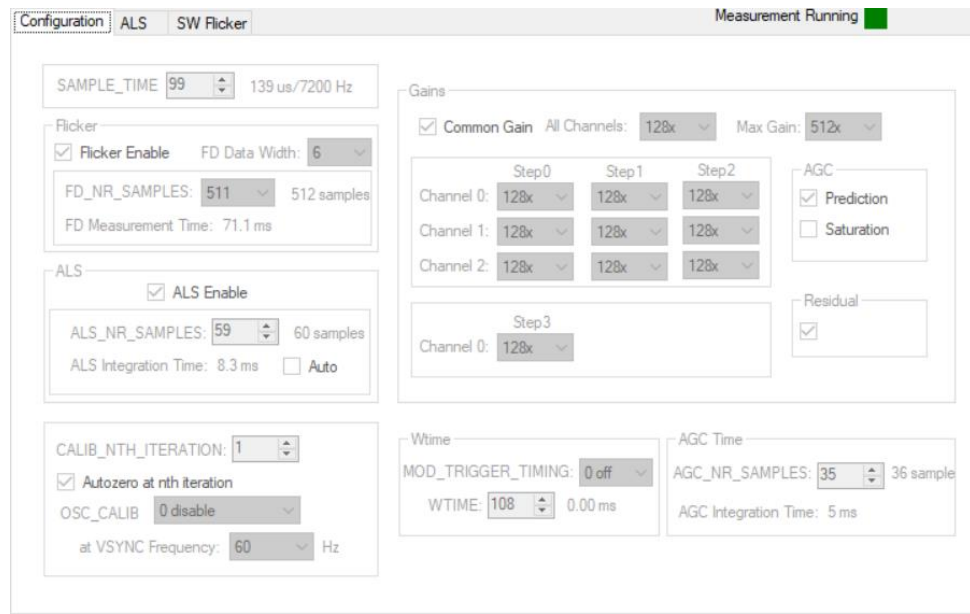 Configuration ALS SW Flicker Measurement Running
SAMPLE_TIME 99 139 us/7200 Hz
Flicker
Flicker Enable FD Data Width: 6
FD_NR_SAMPLES: 511 512 samples
FD Measurement Time: 71.1 ms
ALS
ALS Enable
ALS_NR_SAMPLES: 59 60 samples
ALS Integration Time: 8.3 ms Auto
CALIB_NTH_ITERATION: 1
Autozero at nth iteration
OSC_CALIB 0 disable
at VSYNC Frequency: 60 Hz
Gains
Common Gain All Channels: 128x Max Gain: 512x
Step0 Step1 Step2
Channel 0: 128x 128x 128x
Channel 1: 128x 128x 128x
Channel 2: 128x 128x 128x
AGC
Prediction
Saturation
Step3
Channel 0: 128x
Residual
Wtime
MOD_TRIGGER_TIMING: 0 off
WTIME: 108 0.00 ms
AGC Time
AGC_NR_SAMPLES: 35 36 sample
AGC Integration Time: 5 ms